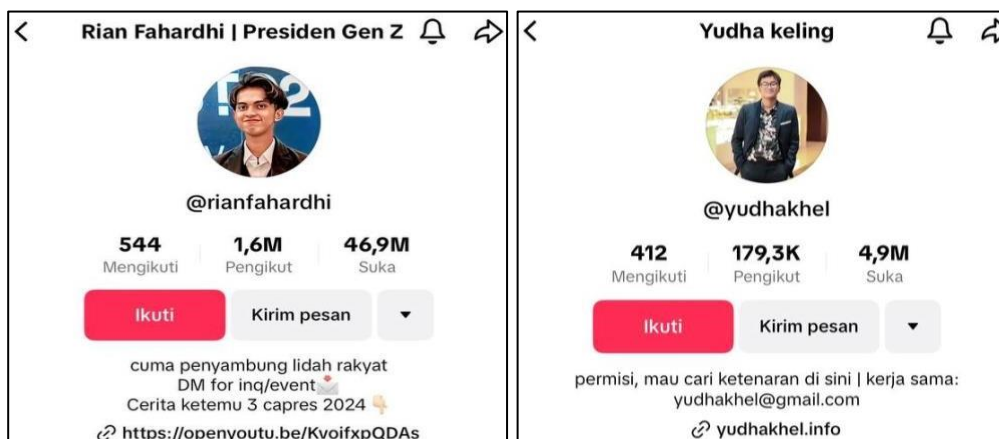 Rian Fahardhi | Presiden Gen Z
@rianfahardhi
544 1,6M 46,9M
Mengikuti Pengikut Suka
Ikuti Kirim pesan
cuma penyambung lidah rakyat
DM for inq/event
Cerita ketemu 3 capres 2024
https://openyoutu.be/KvoifxpQDAs
Yudha keling
@yudhakhel
412 179,3K 4,9M
Mengikuti Pengikut Suka
Ikuti Kirim pesan
permisi, mau cari ketenaran di sini | kerja sama:
yudhakhel@gmail.com
yudhakhel.info